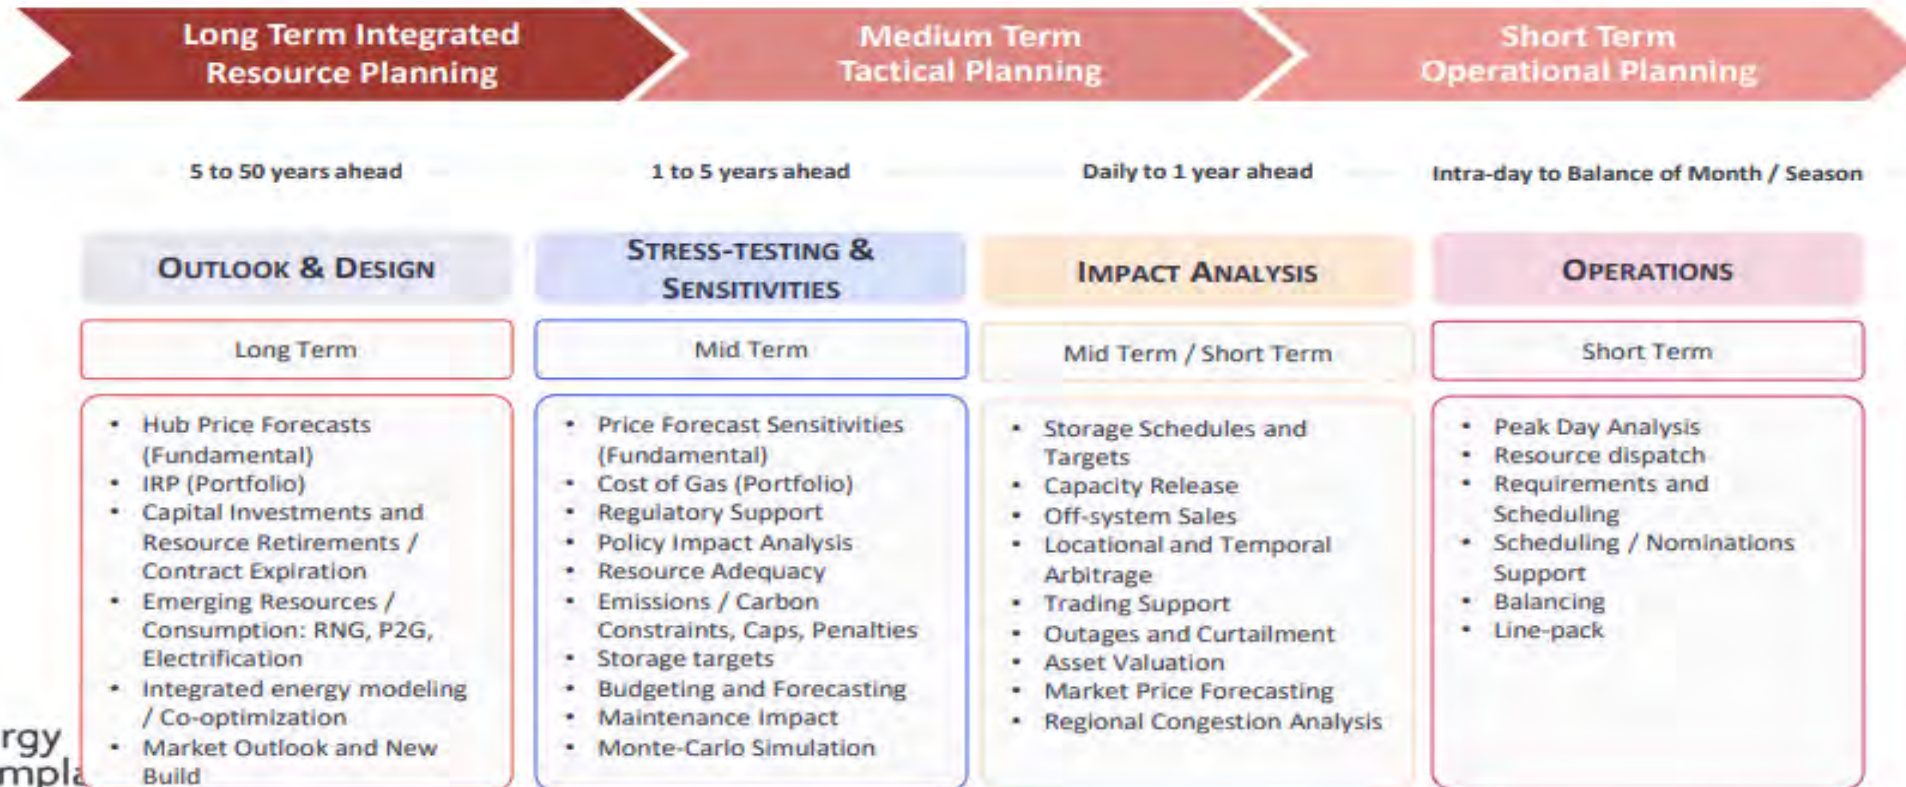 Long Term Integrated
Resource Planning
Medium Term
Tactical Planning
Short Term
Operational Planning
5 to 50 years ahead
1 to 5 years ahead
Daily to 1 year ahead
Intra-day to Balance of Month / Season
OUTLOOK & DESIGN
STRESS-TESTING &
SENSITIVITIES
IMPACT ANALYSIS
OPERATIONS
Long Term
Mid Term
Mid Term / Short Term
Short Term
• Hub Price Forecasts
(Fundamental)
• IRP (Portfolio)
• Capital Investments and
Resource Retirements /
Contract Expiration
• Emerging Resources /
Consumption: RNG, P2G,
Electrification
• Integrated energy modeling
/ Co-optimization
• Market Outlook and New
Build
• Price Forecast Sensitivities
(Fundamental)
• Cost of Gas (Portfolio)
• Regulatory Support
• Policy Impact Analysis
• Resource Adequacy
• Emissions / Carbon
Constraints, Caps, Penalties
• Storage targets
• Budgeting and Forecasting
• Maintenance Impact
• Monte-Carlo Simulation
• Storage Schedules and
Targets
• Capacity Release
• Off-system Sales
• Locational and Temporal
Arbitrage
• Trading Support
• Outages and Curtailment
• Asset Valuation
• Market Price Forecasting
• Regional Congestion Analysis
• Peak Day Analysis
• Resource dispatch
• Requirements and
Scheduling
• Scheduling / Nominations
Support
• Balancing
• Line-pack
rgy
mpla